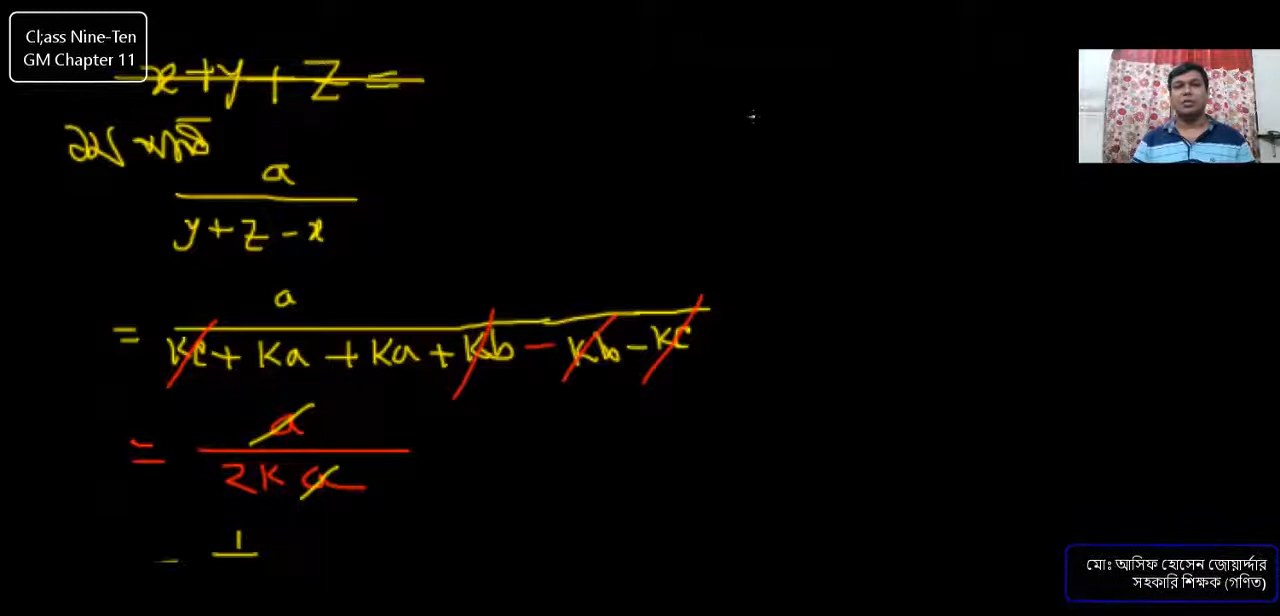 Cl;ass Nine-Ten
GM Chapter 11
x+y+z=
১ম রাশি
a
y+z-x
a
= Kc+Ka+Ka+Kb-Kb-Kc
a
=
2Ka
1
=
মোঃ আসিফ হোসেন জোয়ার্দ্দার
সহকারি শিক্ষক (গণিত)